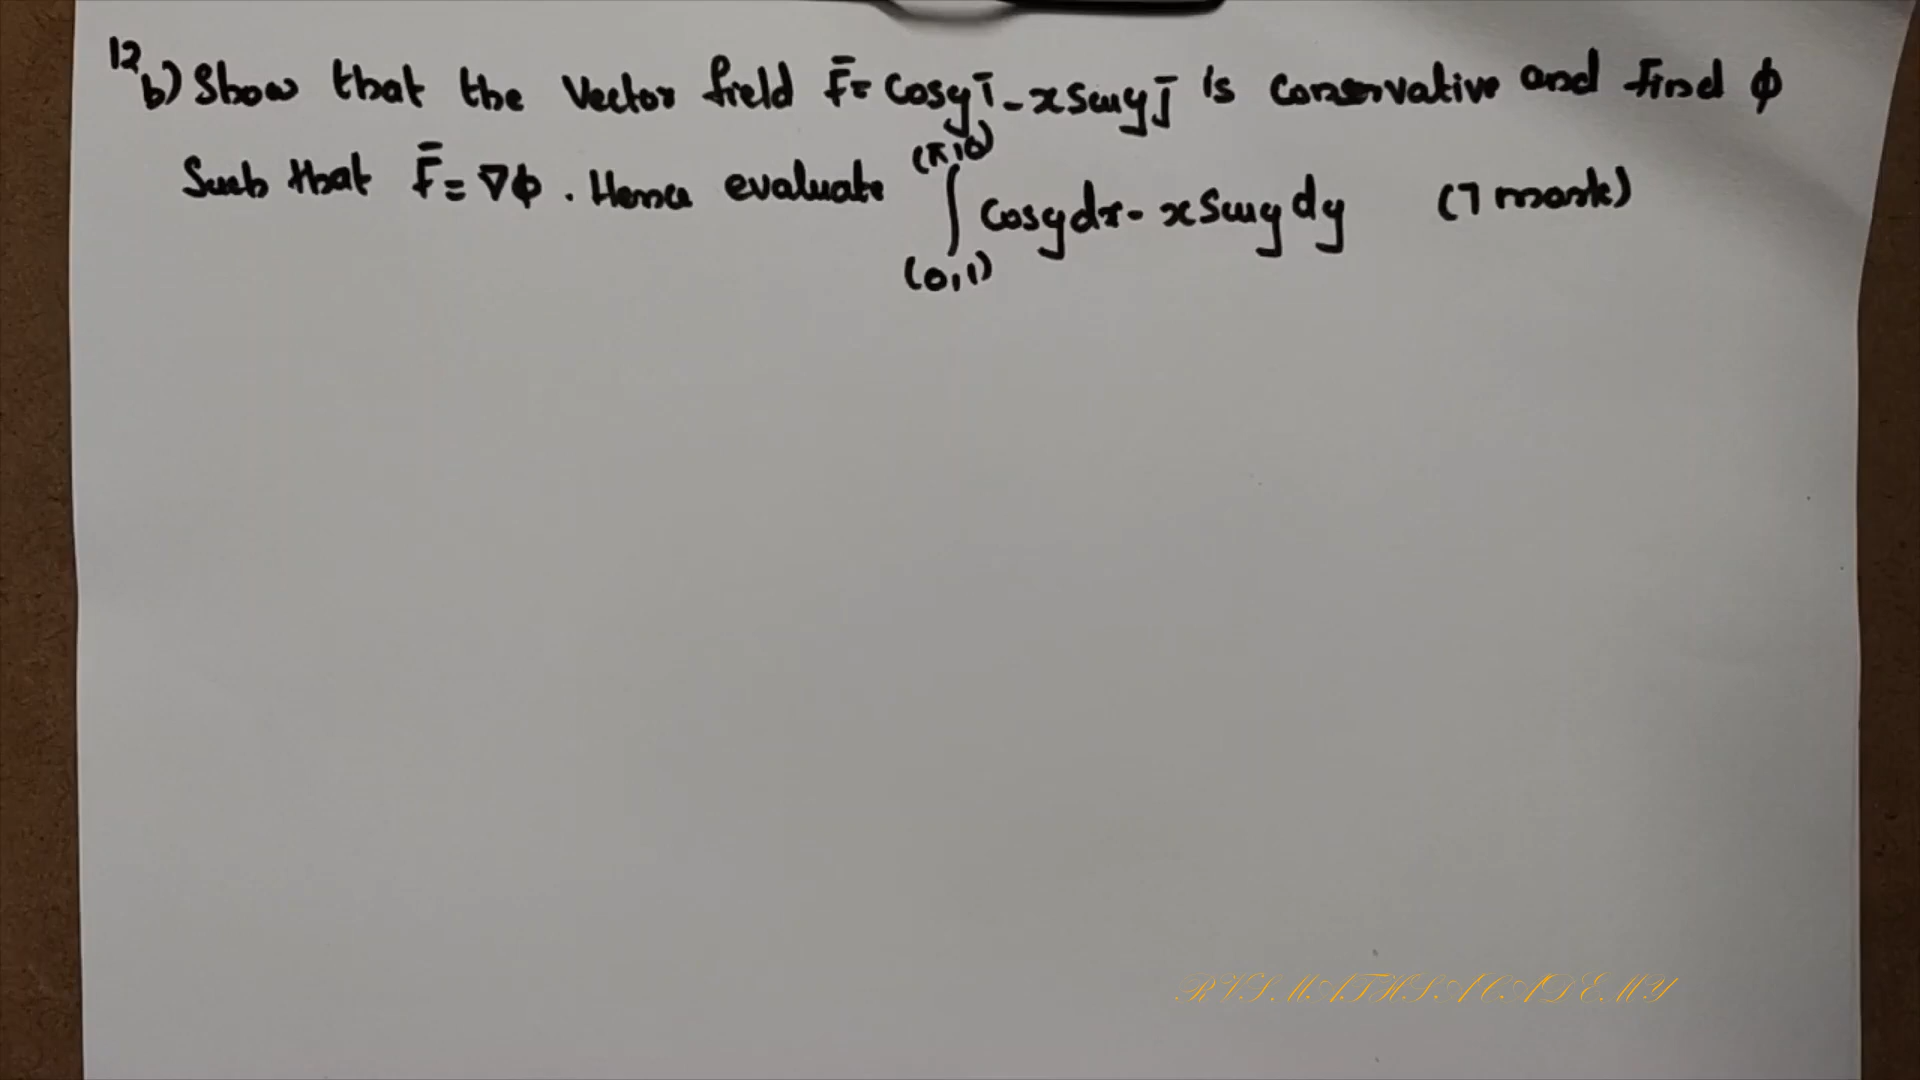 12
b) Show that the Vector field F̄= Cosy ī - x siny j̄ is conservative and find ϕ
Such that F̄ = ∇ϕ. Hence evaluate ∫_(0,1)^(π,0) Cosy dx - x siny dy (7 mark)
RVSMATHSACADEMY